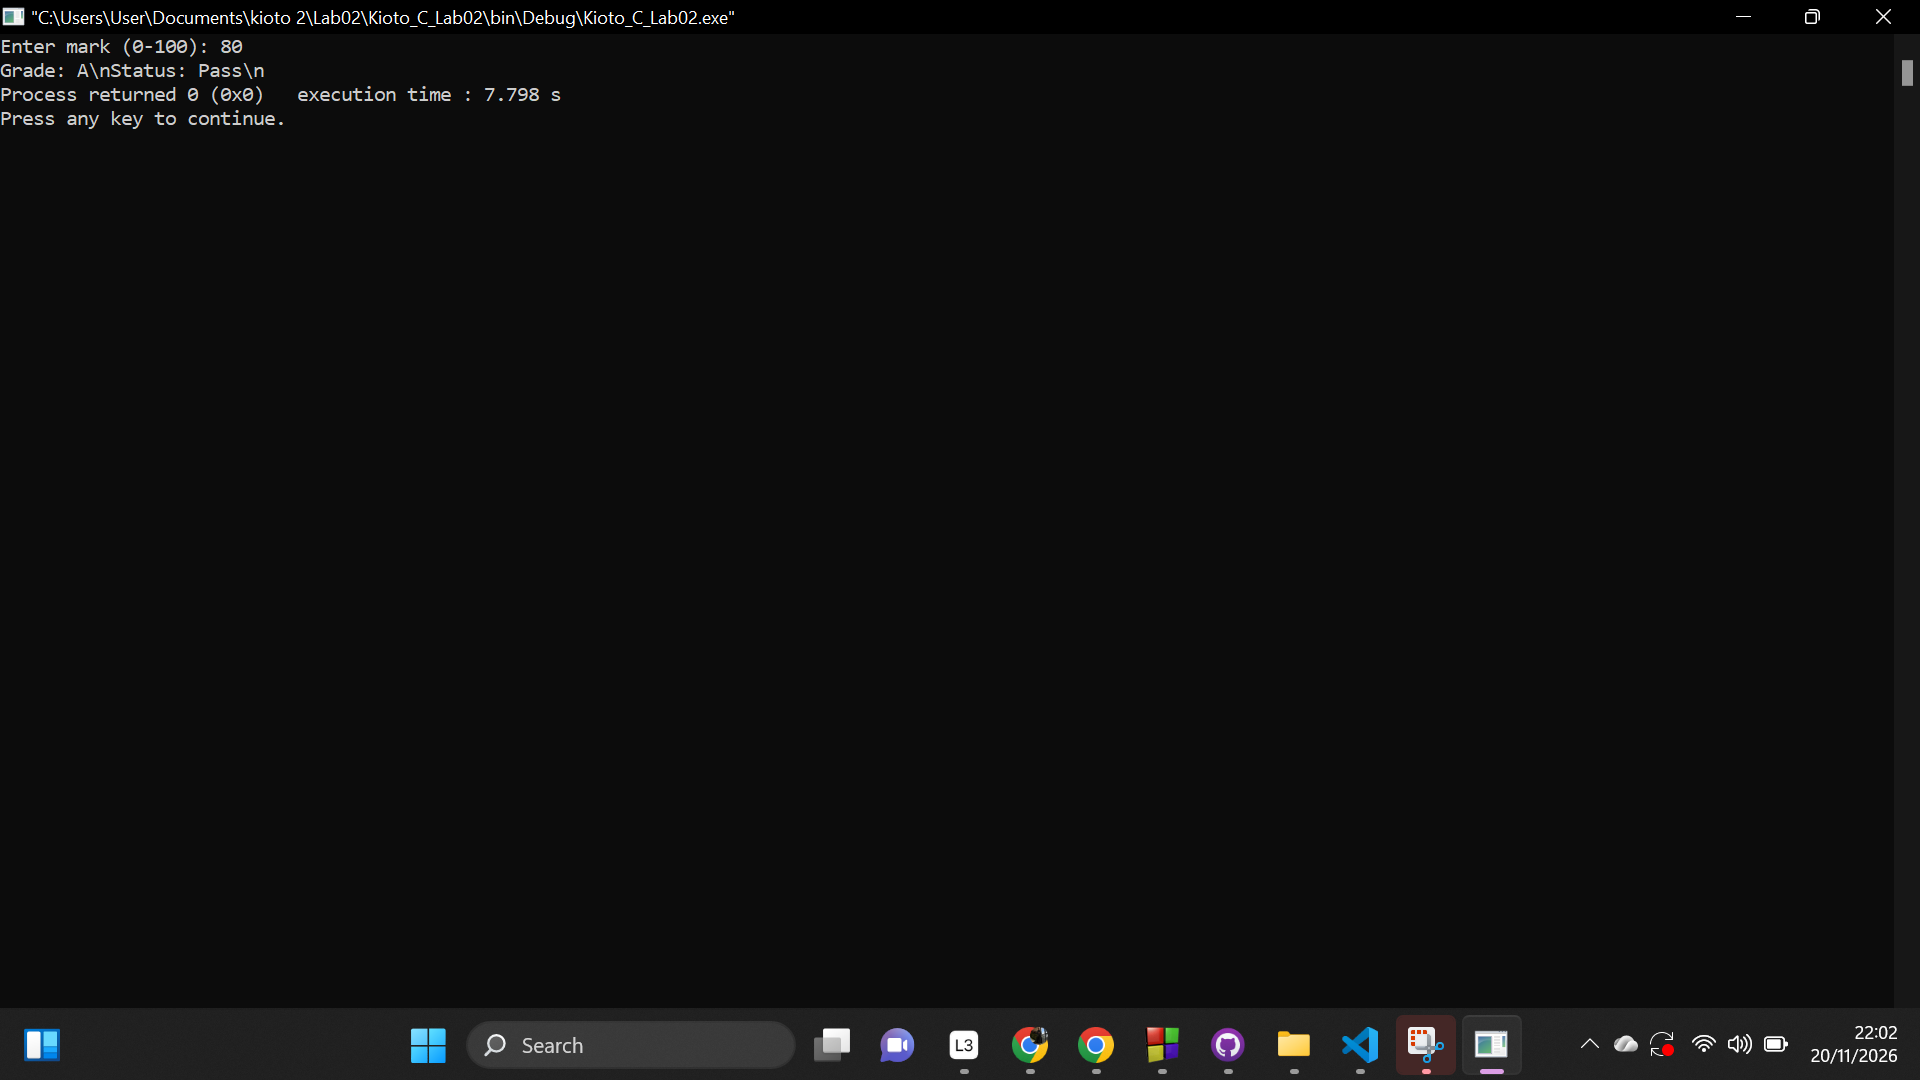 "C:\Users\User\Documents\kioto 2\Lab02\Kioto_C_Lab02\bin\Debug\Kioto_C_Lab02.exe"
Enter mark (0-100): 80
Grade: A\nStatus: Pass\n
Process returned 0 (0x0)   execution time : 7.798 s
Press any key to continue.
Search
L3
22:02
20/11/2026